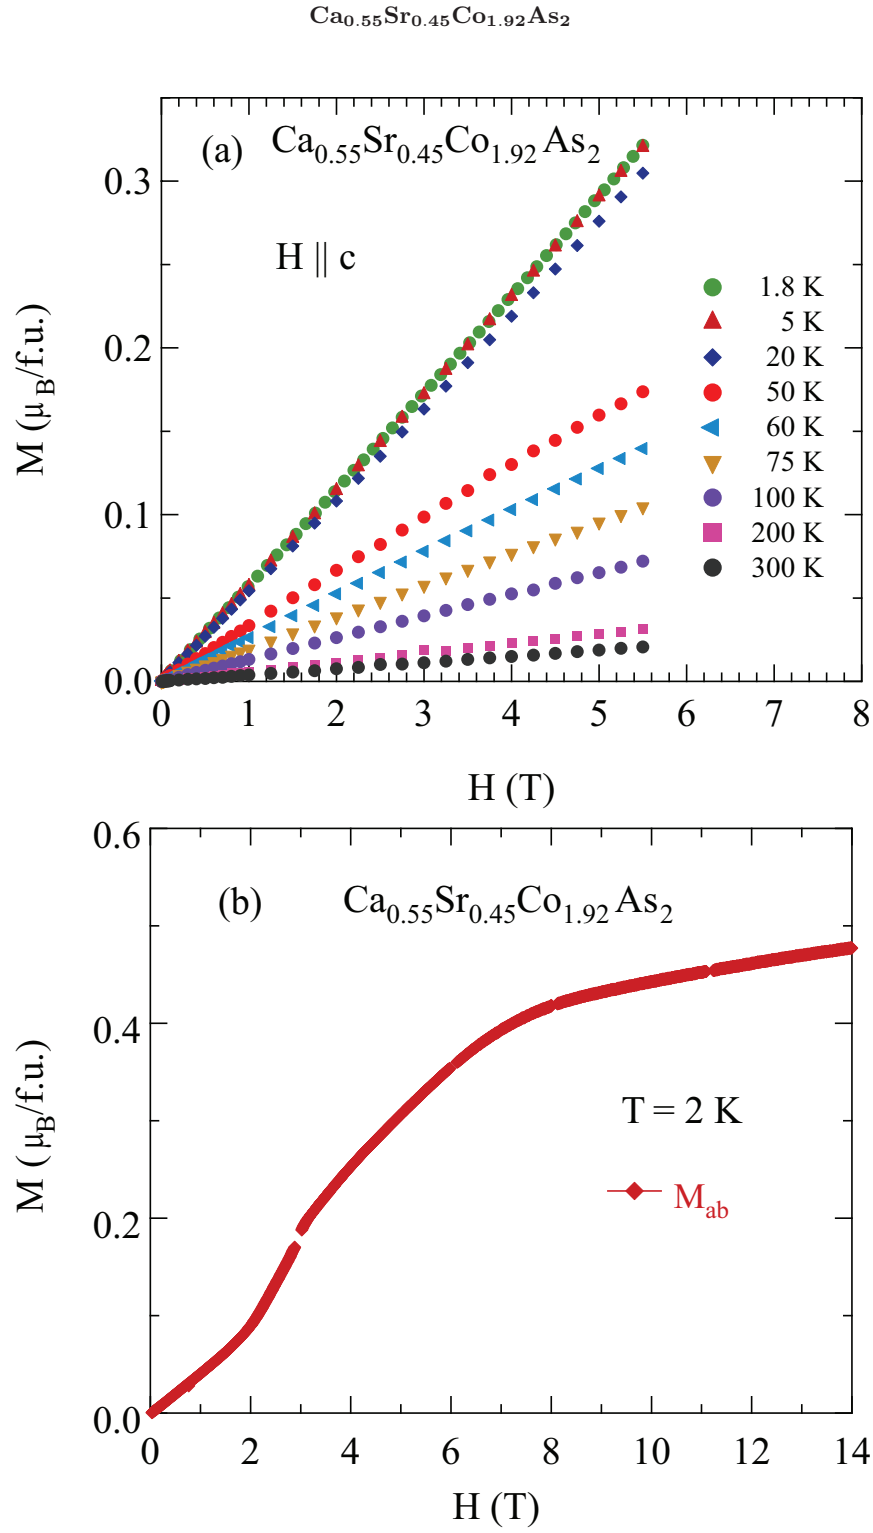 Ca0.55Sr0.45Co1.92As2
(a) Ca0.55Sr0.45Co1.92As2
H || c
1.8 K
5 K
20 K
50 K
60 K
75 K
100 K
200 K
300 K
M (μB/f.u.)
0.3
0.2
0.1
0.0
0 1 2 3 4 5 6 7 8
H (T)
(b) Ca0.55Sr0.45Co1.92As2
T = 2 K
Mab
M (μB/f.u.)
0.6
0.4
0.2
0.0
0 2 4 6 8 10 12 14
H (T)